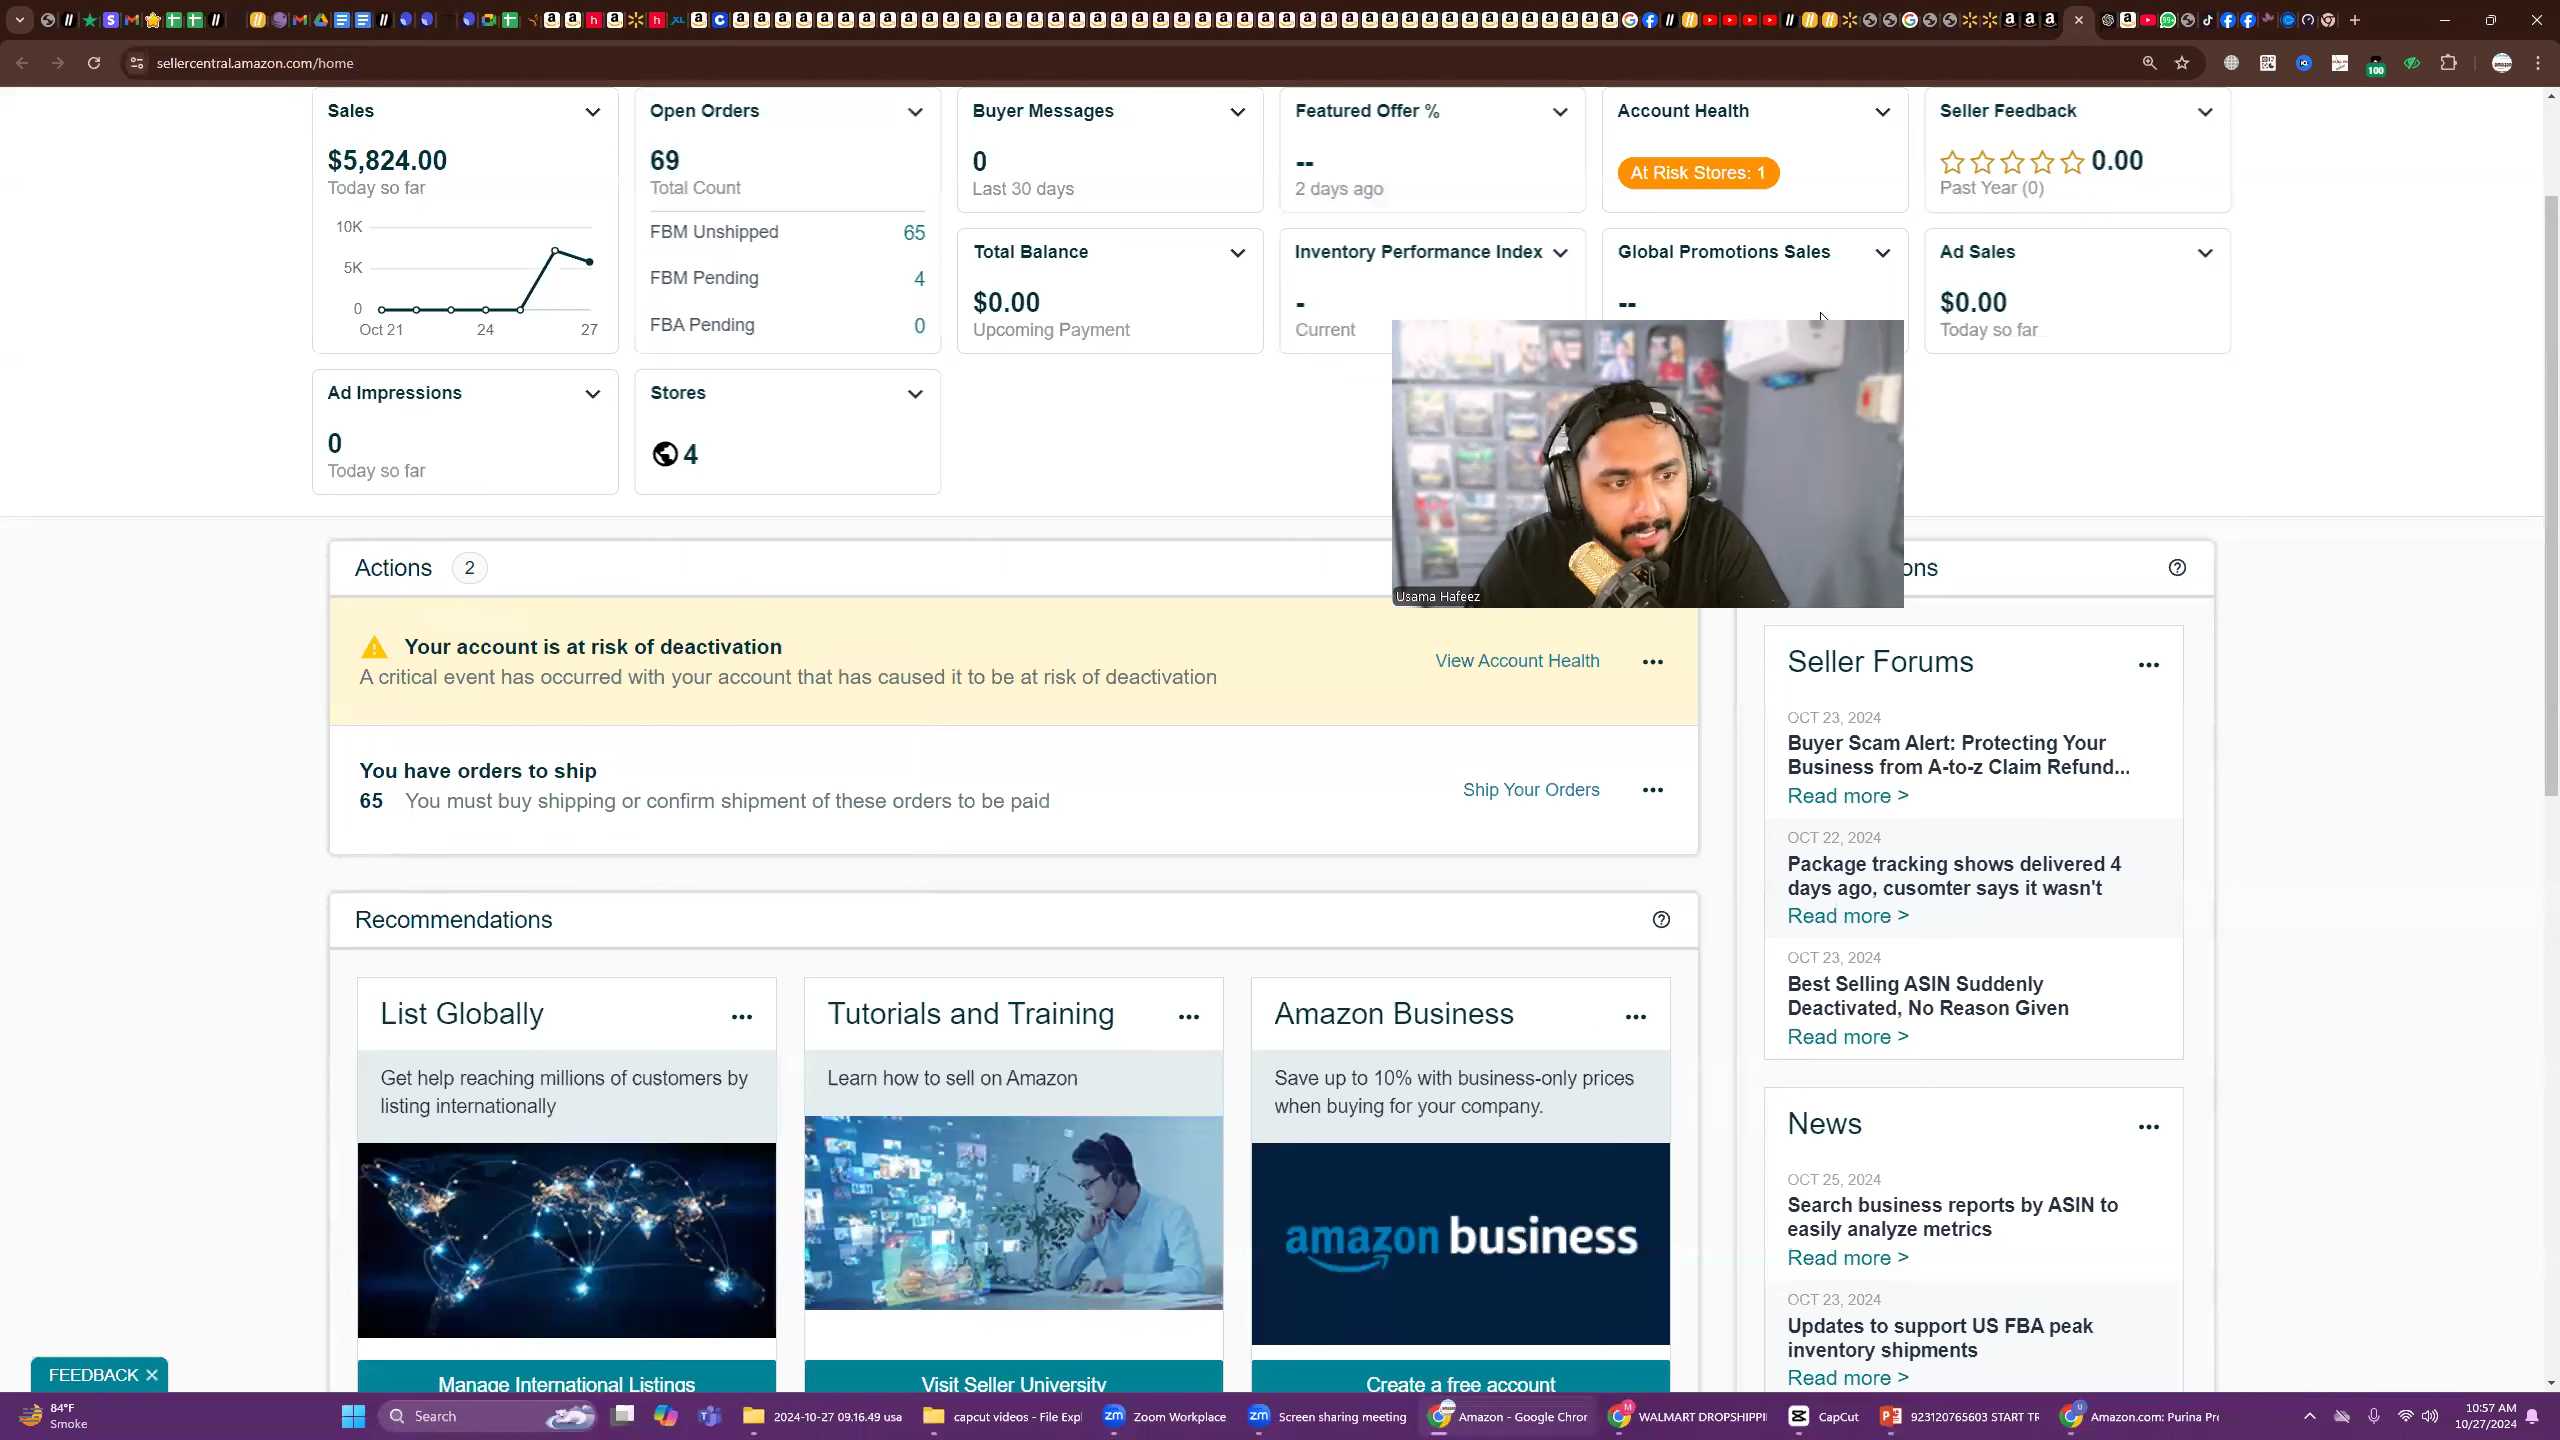 sellercentral.amazon.com/home
100
Sales
$5,824.00
Today so far
10K
5K
0
Oct 21
24
27
Open Orders
69
Total Count
FBM Unshipped 65
FBM Pending 4
FBA Pending 0
Buyer Messages
0
Last 30 days
Featured Offer %
--
2 days ago
Account Health
At Risk Stores: 1
Seller Feedback
0.00
Past Year (0)
Total Balance
$0.00
Upcoming Payment
Inventory Performance Index
-
Current
Global Promotions Sales
--
Ad Sales
$0.00
Today so far
Ad Impressions
0
Today so far
Stores
4
Usama Hafeez
Actions 2
Your account is at risk of deactivation
A critical event has occurred with your account that has caused it to be at risk of deactivation
View Account Health
You have orders to ship
65 You must buy shipping or confirm shipment of these orders to be paid
Ship Your Orders
Recommendations
List Globally
Get help reaching millions of customers by
listing internationally
Manage International Listings
Tutorials and Training
Learn how to sell on Amazon
Visit Seller University
Amazon Business
Save up to 10% with business-only prices
when buying for your company.
amazon business
Create a free account
ons
Seller Forums
OCT 23, 2024
Buyer Scam Alert: Protecting Your
Business from A-to-z Claim Refund...
Read more >
OCT 22, 2024
Package tracking shows delivered 4
days ago, cusomter says it wasn't
Read more >
OCT 23, 2024
Best Selling ASIN Suddenly
Deactivated, No Reason Given
Read more >
News
OCT 25, 2024
Search business reports by ASIN to
easily analyze metrics
Read more >
OCT 23, 2024
Updates to support US FBA peak
inventory shipments
Read more >
FEEDBACK
84°F
Smoke
Search
2024-10-27 09.16.49 usa
capcut videos - File Expl
Zoom Workplace
Screen sharing meeting
Amazon - Google Chror
WALMART DROPSHIPPI
CapCut
923120765603 START TR
Amazon.com: Purina Pr
10:57 AM
10/27/2024